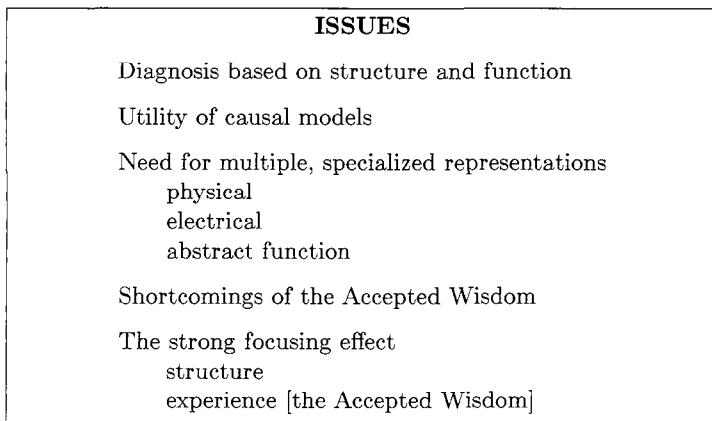 ISSUES
Diagnosis based on structure and function
Utility of causal models
Need for multiple, specialized representations
physical
electrical
abstract function
Shortcomings of the Accepted Wisdom
The strong focusing effect
structure
experience [the Accepted Wisdom]